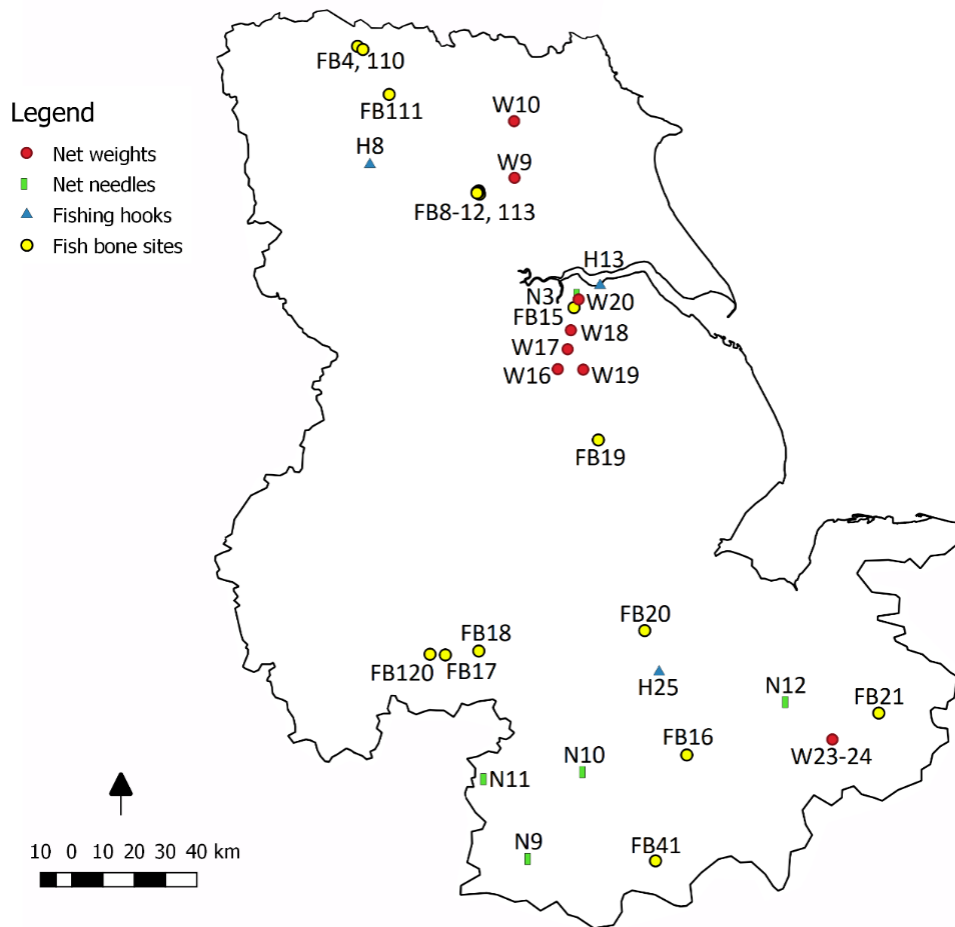 FB4, 110
FB111
Legend
W10
Net weights
H8
Net needles
W9
Fishing hooks
FB8-12, 113
Fish bone sites
H13
N3
W20
FB15
W18
W17
W16
W19
FB19
FB20
FB18
FB120
FB17
H25
N12
FB21
FB16
W23-24
N10
N11
N9
FB41
10 0 10 20 30 40 km